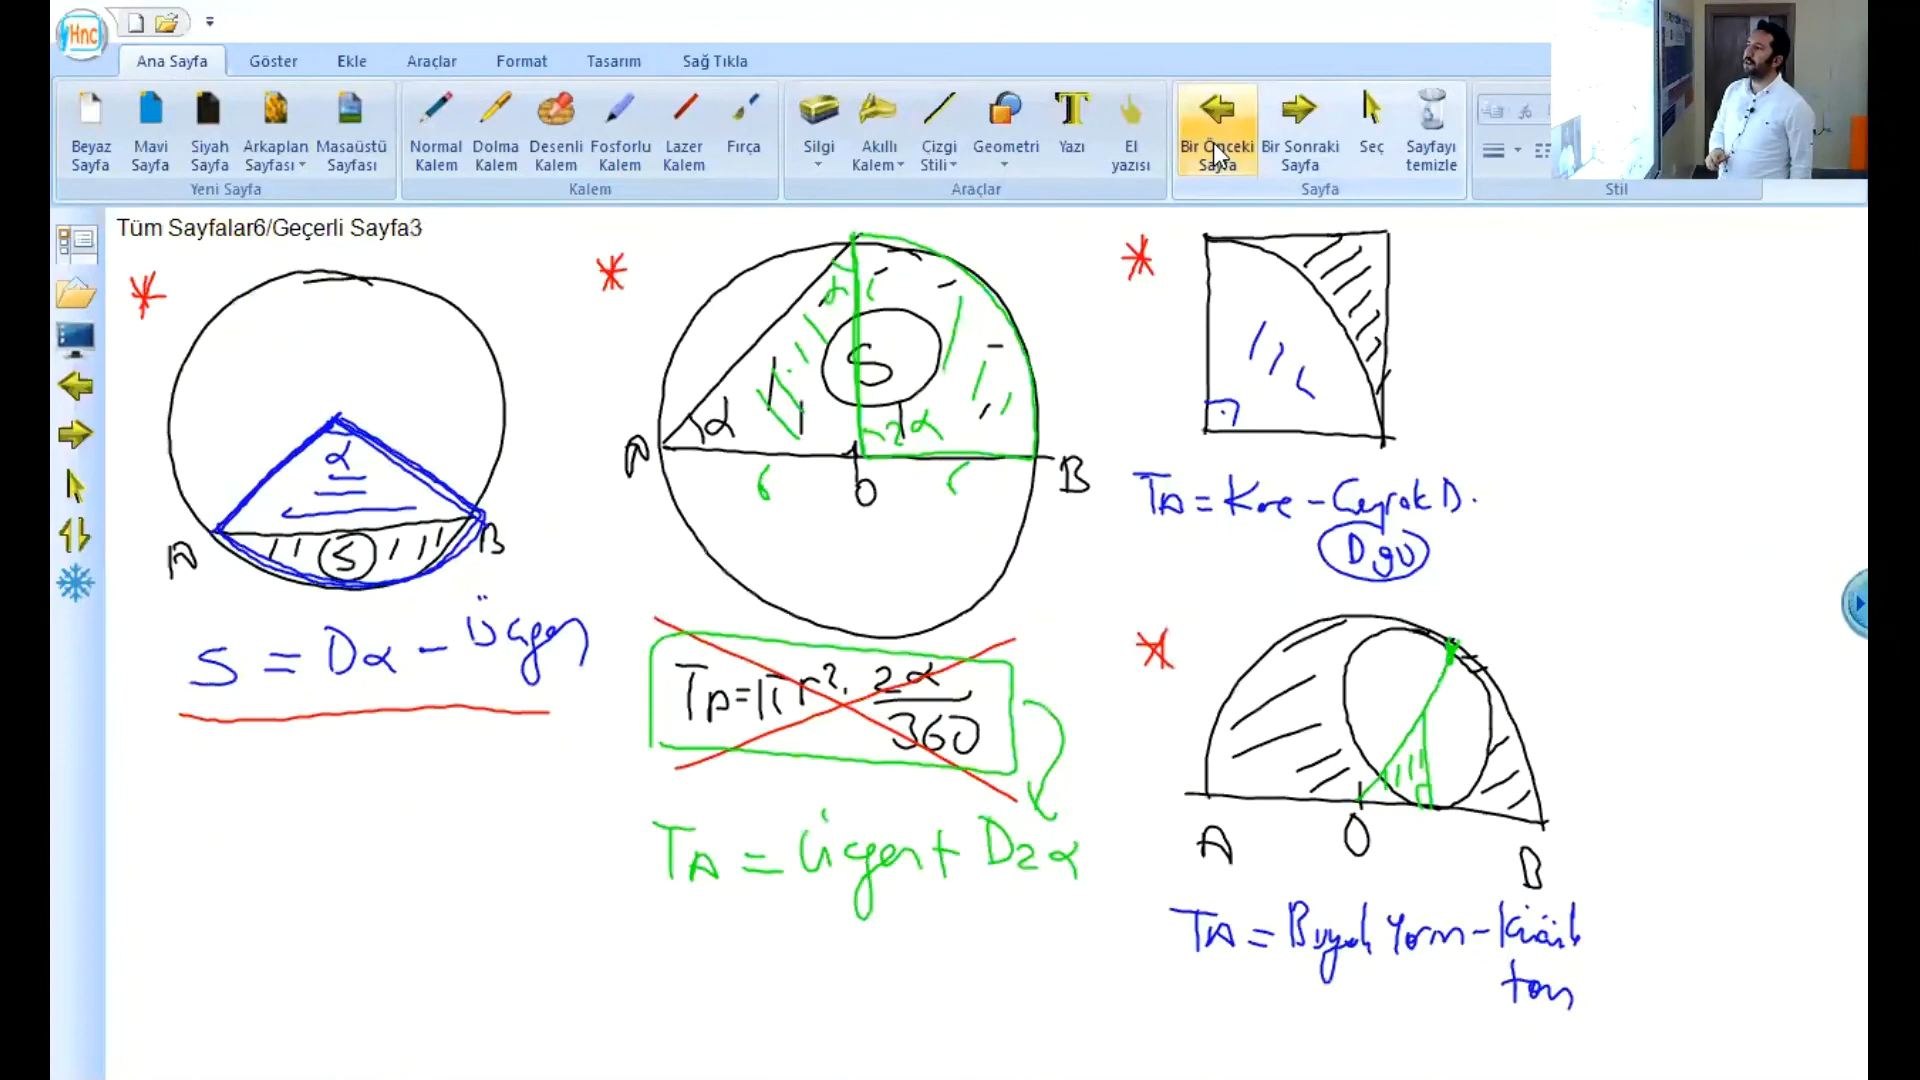 Hnc
Ana Sayfa Göster Ekle Araçlar Format Tasarım Sağ Tıkla
Beyaz Sayfa
Mavi Sayfa
Siyah Sayfa
Arkaplan Sayfası
Masaüstü Sayfası
Yeni Sayfa
Normal Kalem
Dolma Kalem
Desenli Kalem
Fosforlu Kalem
Lazer Kalem
Fırça
Kalem
Silgi
Akıllı Kalem
Çizgi Stili
Geometri
Yazı
El yazısı
Araçlar
Bir Önceki Sayfa
Bir Sonraki Sayfa
Seç
Sayfayı temizle
Sayfa
Stil
Tüm Sayfalar6/Geçerli Sayfa3
α
A
S
B
S = Dα - Üçgen
α
S
α
2α
A
O
B
TA=πr². 2α/360
TA = Üçgen + D2α
TA = Kare - Çeyrek D.
D90
A
O
B
TA = Büyük Yarım - Küçük
tam